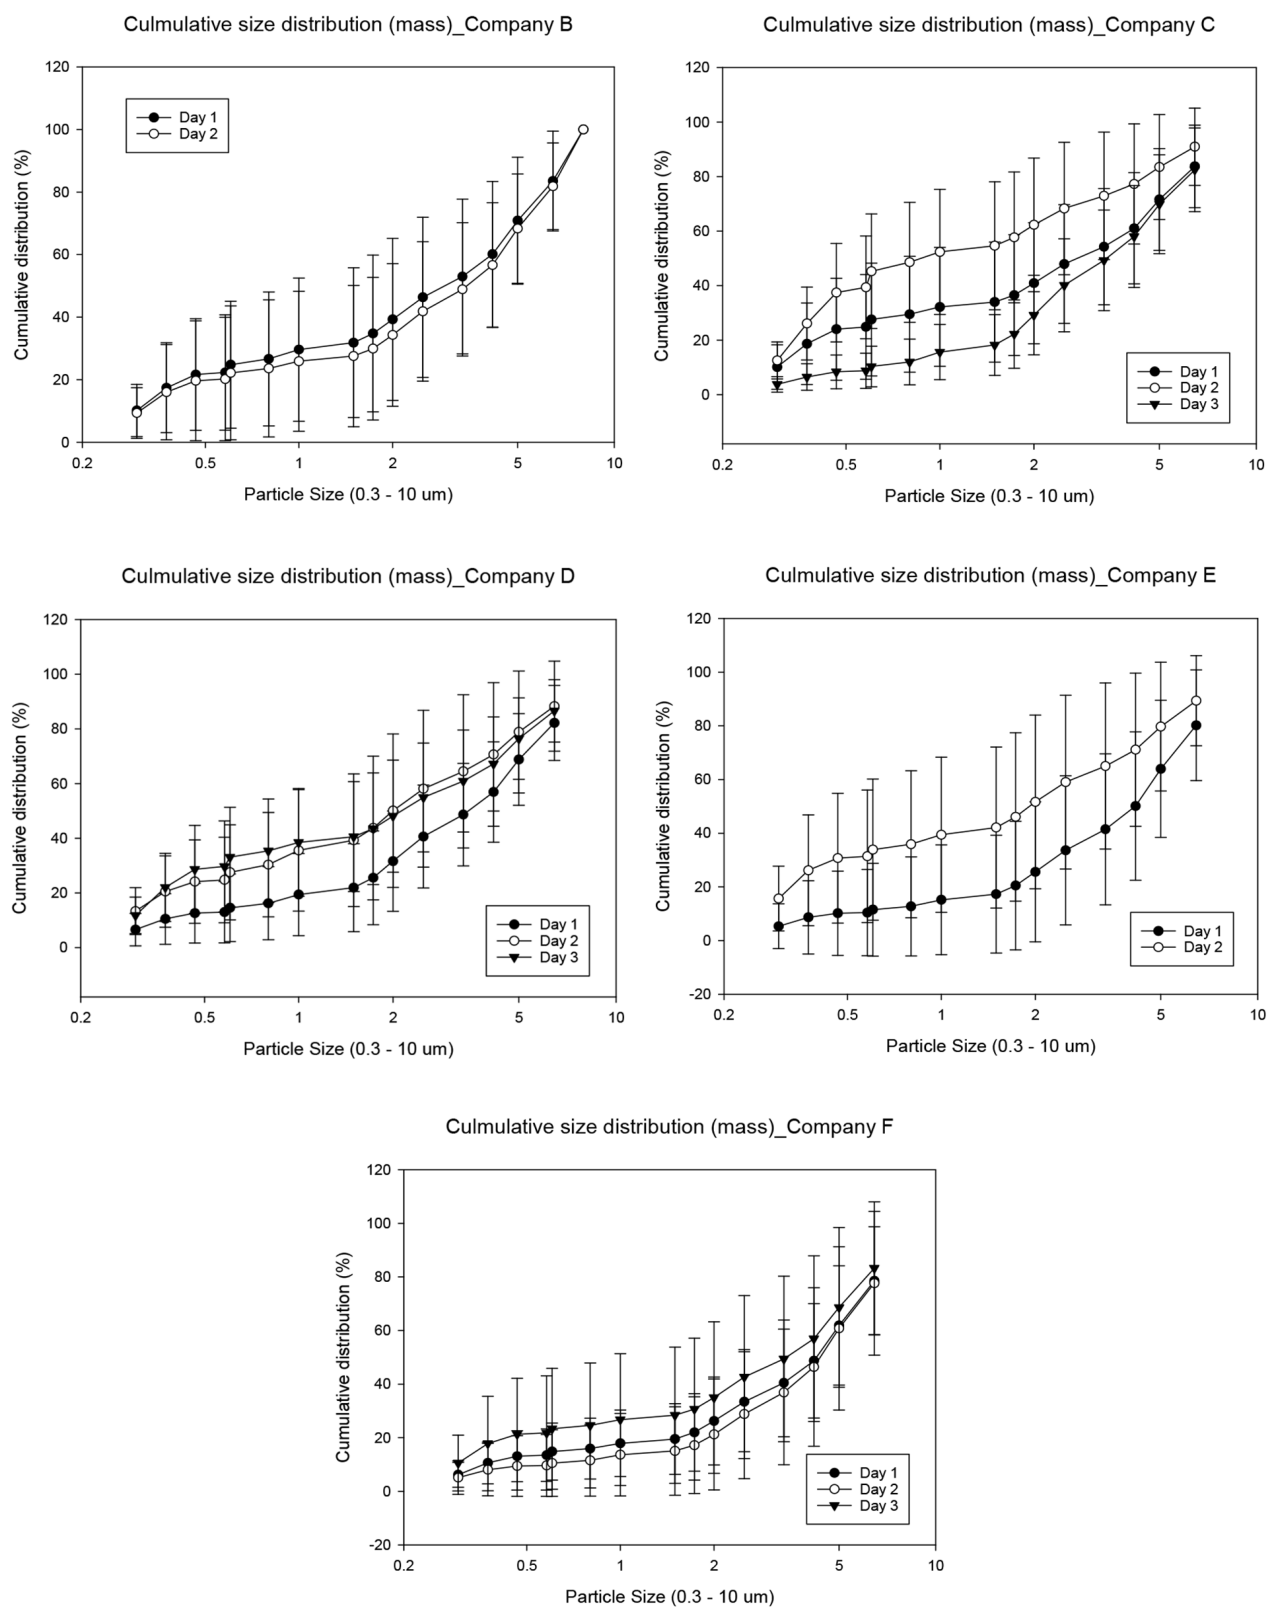 Culmulative size distribution (mass)_Company B
120
100
80
60
40
20
0
Cumulative distribution (%)
Day 1
Day 2
0.2
0.5
1
2
5
10
Particle Size (0.3 - 10 um)
Culmulative size distribution (mass)_Company C
120
100
80
60
40
20
0
Cumulative distribution (%)
Day 1
Day 2
Day 3
0.2
0.5
1
2
5
10
Particle Size (0.3 - 10 um)
Culmulative size distribution (mass)_Company D
120
100
80
60
40
20
0
Cumulative distribution (%)
Day 1
Day 2
Day 3
0.2
0.5
1
2
5
10
Particle Size (0.3 - 10 um)
Culmulative size distribution (mass)_Company E
120
100
80
60
40
20
0
-20
Cumulative distribution (%)
Day 1
Day 2
0.2
0.5
1
2
5
10
Particle Size (0.3 - 10 um)
Culmulative size distribution (mass)_Company F
120
100
80
60
40
20
0
-20
Cumulative distribution (%)
Day 1
Day 2
Day 3
0.2
0.5
1
2
5
10
Particle Size (0.3 - 10 um)